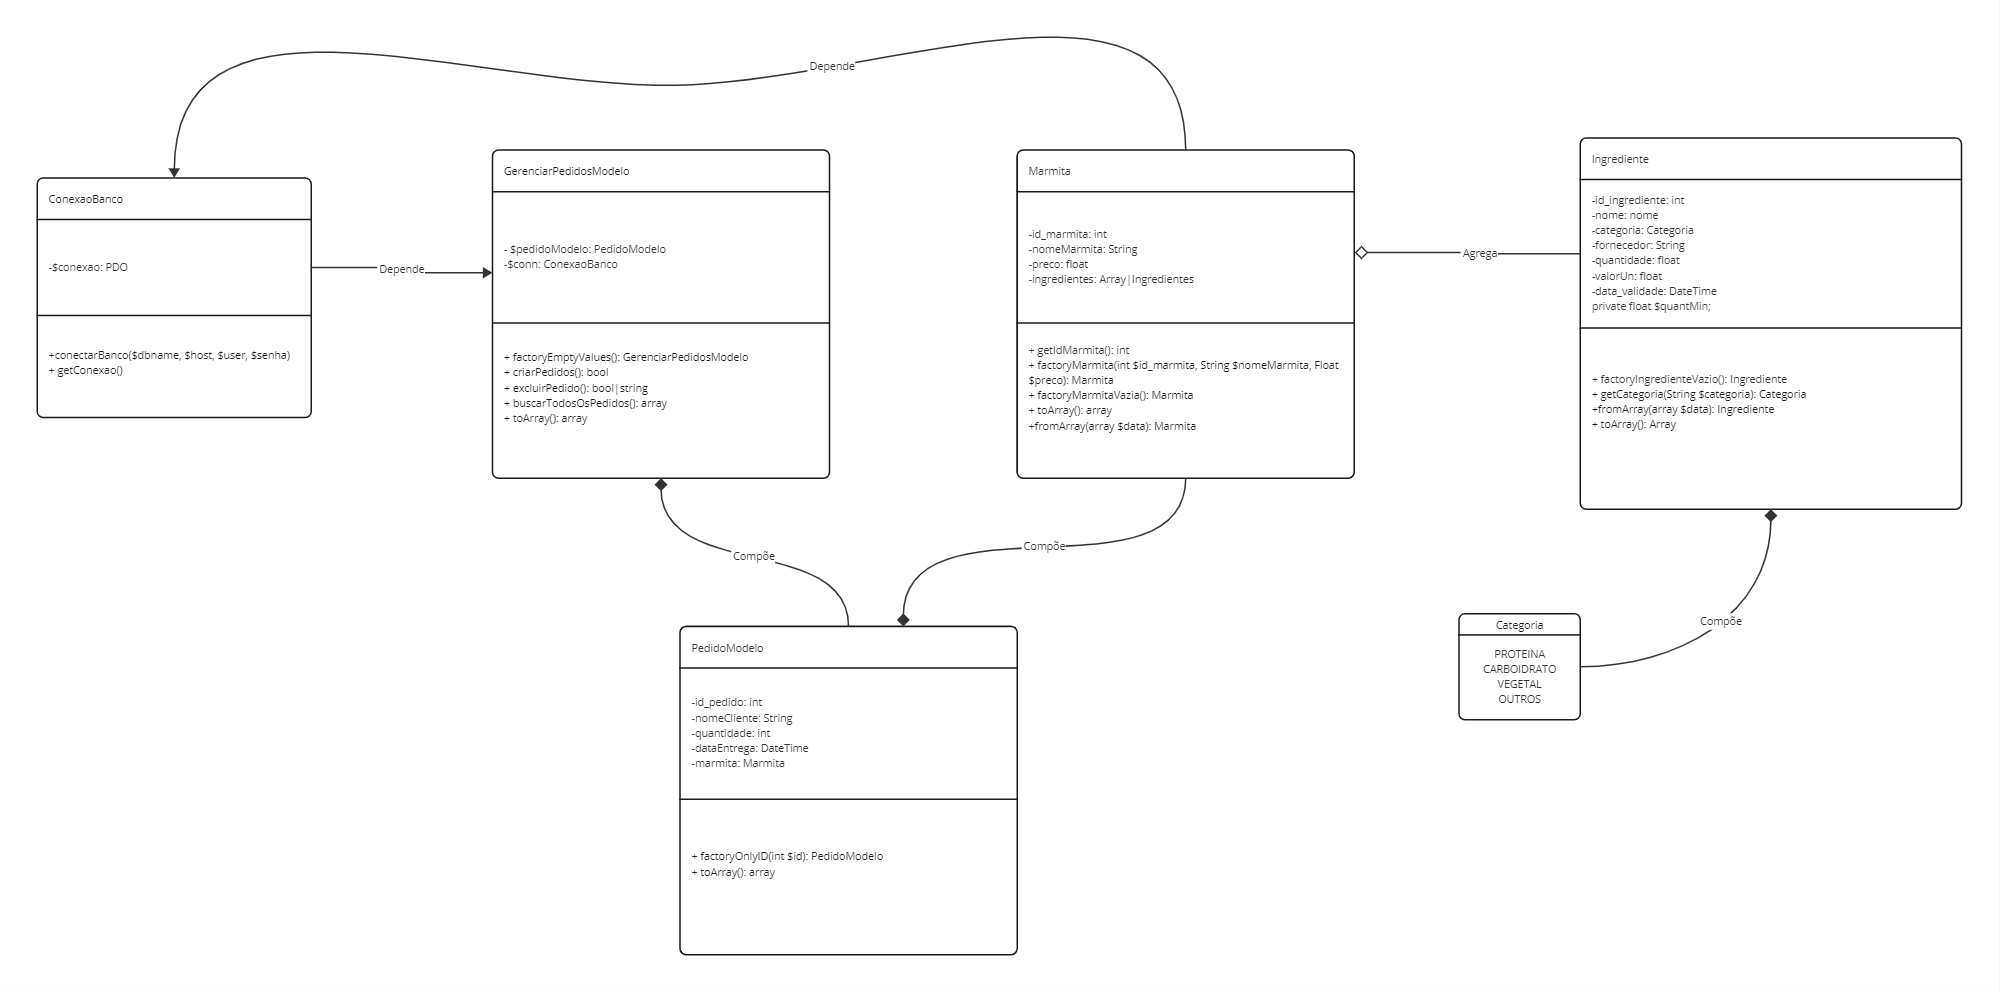 Depende
ConexaoBanco
-$conexao: PDO
+conectarBanco($dbname, $host, $user, $senha)
+ getConexao()
Depende
GerenciarPedidosModelo
- $pedidoModelo: PedidoModelo
-$conn: ConexaoBanco
+ factoryEmptyValues(): GerenciarPedidosModelo
+ criarPedidos(): bool
+ excluirPedido(): bool|string
+ buscarTodosOsPedidos(): array
+ toArray(): array
Marmita
-id_marmita: int
-nomeMarmita: String
-preco: float
-ingredientes: Array|Ingredientes
+ getIdMarmita(): int
+ factoryMarmita(int $id_marmita, String $nomeMarmita, Float
$preco): Marmita
+ factoryMarmitaVazia(): Marmita
+ toArray(): array
+fromArray(array $data): Marmita
Agrega
Ingrediente
-id_ingrediente: int
-nome: nome
-categoria: Categoria
-fornecedor: String
-quantidade: float
-valorUn: float
-data_validade: DateTime
private float $quantMin;
+ factoryIngredienteVazio(): Ingrediente
+ getCategoria(String $categoria): Categoria
+fromArray(array $data): Ingrediente
+ toArray(): Array
Compõe
Compõe
PedidoModelo
-id_pedido: int
-nomeCliente: String
-quantidade: int
-dataEntrega: DateTime
-marmita: Marmita
+ factoryOnlyID(int $id): PedidoModelo
+ toArray(): array
Categoria
PROTEINA
CARBOIDRATO
VEGETAL
OUTROS
Compõe